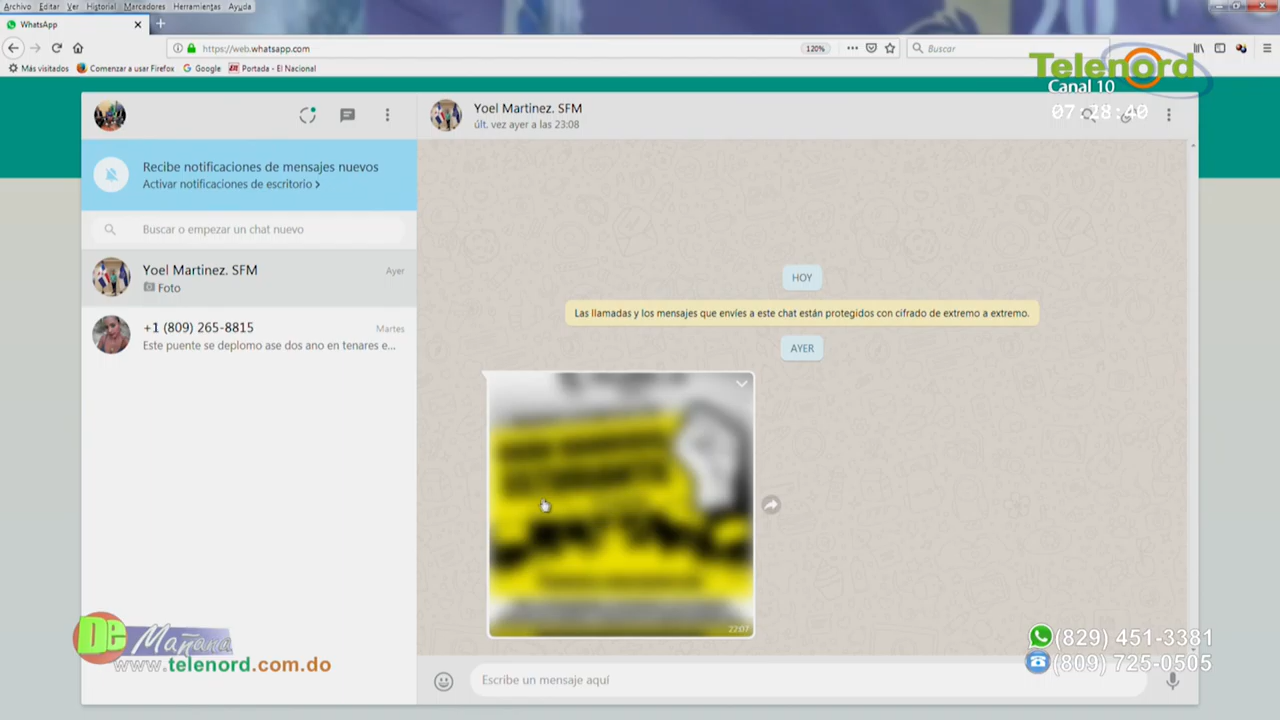 Archivo Editar Ver Historial Marcadores Herramientas Ayuda
WhatsApp
https://web.whatsapp.com
120%
Buscar
Más visitados Comenzar a usar Firefox Google Portada - El Nacional
Telenord
Canal 10
07:28:40
Yoel Martinez. SFM
últ. vez ayer a las 23:08
Recibe notificaciones de mensajes nuevos
Activar notificaciones de escritorio >
Buscar o empezar un chat nuevo
Yoel Martinez. SFM
Ayer
Foto
+1 (809) 265-8815
Martes
Este puente se deplomo ase dos ano en tenares e...
HOY
Las llamadas y los mensajes que envíes a este chat están protegidos con cifrado de extremo a extremo.
AYER
22:07
Escribe un mensaje aquí
De Mañana
www.telenord.com.do
(829) 451-3381
(809) 725-0505